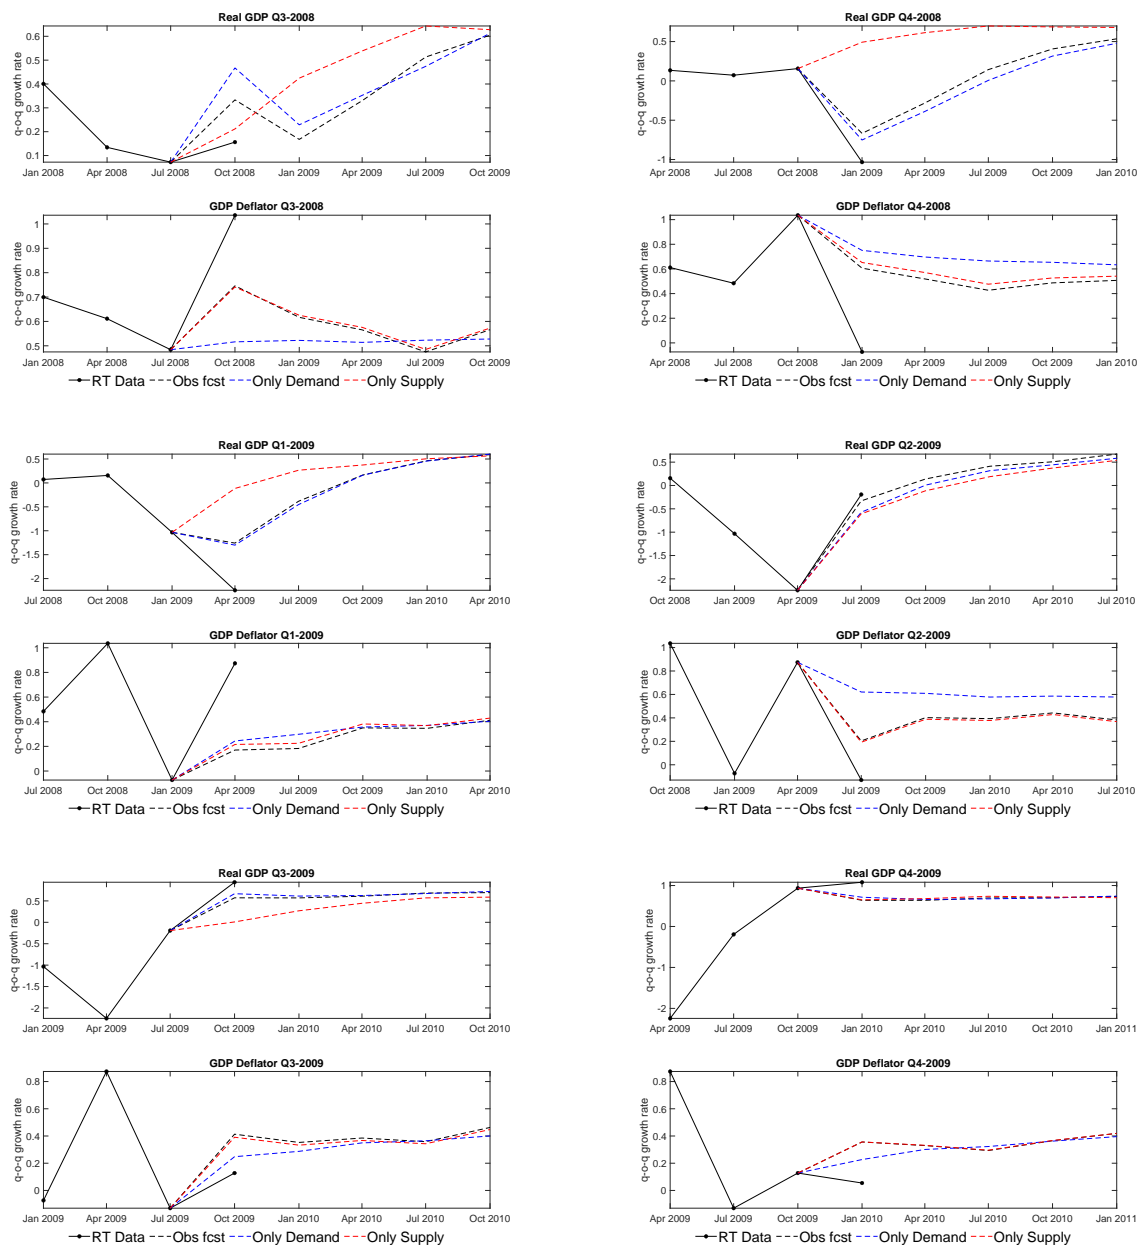 Real GDP Q3-2008
q-o-q growth rate
0.6
0.5
0.4
0.3
0.2
0.1
Jan 2008 Apr 2008 Jul 2008 Oct 2008 Jan 2009 Apr 2009 Jul 2009 Oct 2009
GDP Deflator Q3-2008
q-o-q growth rate
1
0.9
0.8
0.7
0.6
0.5
Jan 2008 Apr 2008 Jul 2008 Oct 2008 Jan 2009 Apr 2009 Jul 2009 Oct 2009
RT Data Obs fcst Only Demand Only Supply
Real GDP Q4-2008
q-o-q growth rate
0.5
0
-0.5
-1
Apr 2008 Jul 2008 Oct 2008 Jan 2009 Apr 2009 Jul 2009 Oct 2009 Jan 2010
GDP Deflator Q4-2008
q-o-q growth rate
1
0.8
0.6
0.4
0.2
0
Apr 2008 Jul 2008 Oct 2008 Jan 2009 Apr 2009 Jul 2009 Oct 2009 Jan 2010
RT Data Obs fcst Only Demand Only Supply
Real GDP Q1-2009
q-o-q growth rate
0.5
0
-0.5
-1
-1.5
-2
Jul 2008 Oct 2008 Jan 2009 Apr 2009 Jul 2009 Oct 2009 Jan 2010 Apr 2010
GDP Deflator Q1-2009
q-o-q growth rate
1
0.8
0.6
0.4
0.2
0
Jul 2008 Oct 2008 Jan 2009 Apr 2009 Jul 2009 Oct 2009 Jan 2010 Apr 2010
RT Data Obs fcst Only Demand Only Supply
Real GDP Q2-2009
q-o-q growth rate
0.5
0
-0.5
-1
-1.5
-2
Oct 2008 Jan 2009 Apr 2009 Jul 2009 Oct 2009 Jan 2010 Apr 2010 Jul 2010
GDP Deflator Q2-2009
q-o-q growth rate
1
0.8
0.6
0.4
0.2
0
Oct 2008 Jan 2009 Apr 2009 Jul 2009 Oct 2009 Jan 2010 Apr 2010 Jul 2010
RT Data Obs fcst Only Demand Only Supply
Real GDP Q3-2009
q-o-q growth rate
0.5
0
-0.5
-1
-1.5
-2
Jan 2009 Apr 2009 Jul 2009 Oct 2009 Jan 2010 Apr 2010 Jul 2010 Oct 2010
GDP Deflator Q3-2009
q-o-q growth rate
0.8
0.6
0.4
0.2
0
Jan 2009 Apr 2009 Jul 2009 Oct 2009 Jan 2010 Apr 2010 Jul 2010 Oct 2010
RT Data Obs fcst Only Demand Only Supply
Real GDP Q4-2009
q-o-q growth rate
1
0
-1
-2
Apr 2009 Jul 2009 Oct 2009 Jan 2010 Apr 2010 Jul 2010 Oct 2010 Jan 2011
GDP Deflator Q4-2009
q-o-q growth rate
0.8
0.6
0.4
0.2
0
Apr 2009 Jul 2009 Oct 2009 Jan 2010 Apr 2010 Jul 2010 Oct 2010 Jan 2011
RT Data Obs fcst Only Demand Only Supply